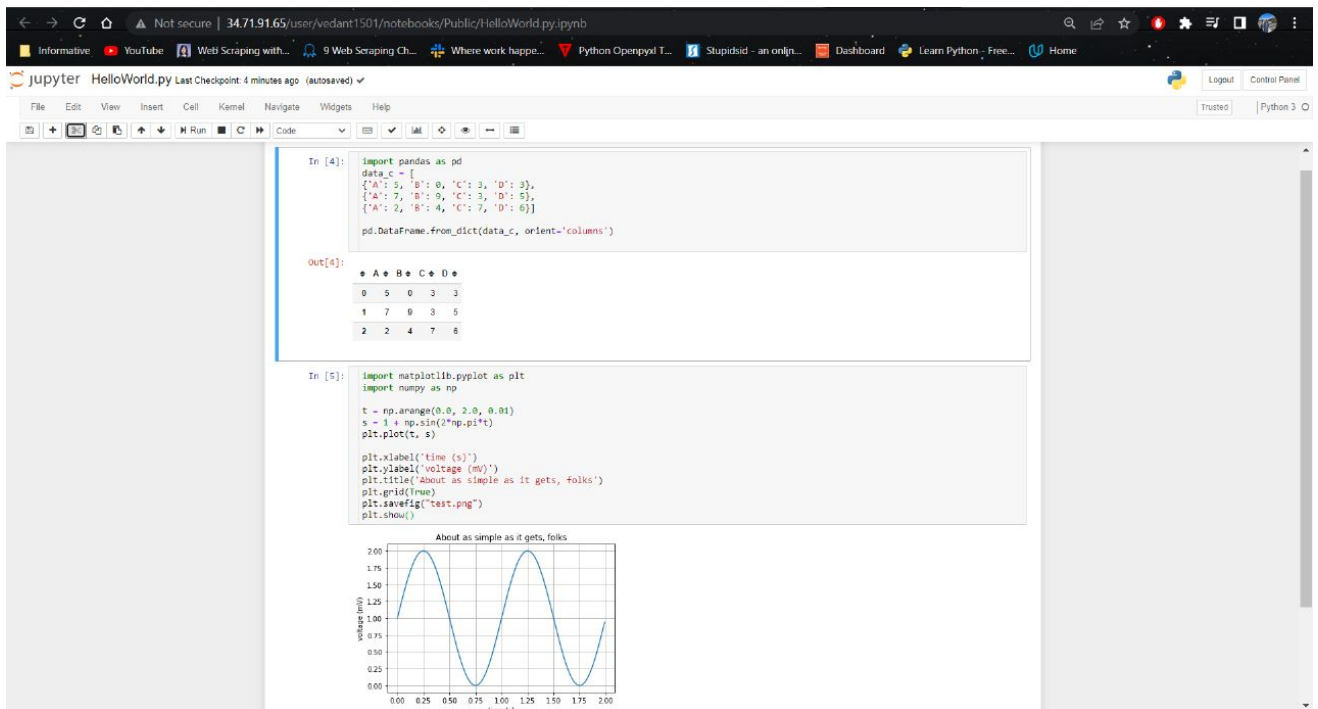 Not secure | 34.71.91.65/user/vedant1501/notebooks/Public/HelloWorld.py.ipynb
Informative YouTube Web Scraping with... 9 Web Scraping Ch... Where work happe... Python Openpyxl T... Stupidsid - an onlin... Dashboard Learn Python - Free... Home
jupyter HelloWorld.py Last Checkpoint: 4 minutes ago (autosaved) Logout Control Panel
File Edit View Insert Cell Kernel Navigate Widgets Help Trusted Python 3
Run Code
In [4]: import pandas as pd
data_c = [
{'A': 5, 'B': 0, 'C': 3, 'D': 3},
{'A': 7, 'B': 9, 'C': 3, 'D': 5},
{'A': 2, 'B': 4, 'C': 7, 'D': 6}]
pd.DataFrame.from_dict(data_c, orient='columns')
Out[4]:
A B C D
0 5 0 3 3
1 7 9 3 5
2 2 4 7 6
In [5]: import matplotlib.pyplot as plt
import numpy as np
t = np.arange(0.0, 2.0, 0.01)
s = 1 + np.sin(2*np.pi*t)
plt.plot(t, s)
plt.xlabel('time (s)')
plt.ylabel('voltage (mV)')
plt.title('About as simple as it gets, folks')
plt.grid(True)
plt.savefig("test.png")
plt.show()
About as simple as it gets, folks
2.00
1.75
1.50
1.25
1.00
0.75
0.50
0.25
0.00
voltage (mV)
0.00 0.25 0.50 0.75 1.00 1.25 1.50 1.75 2.00